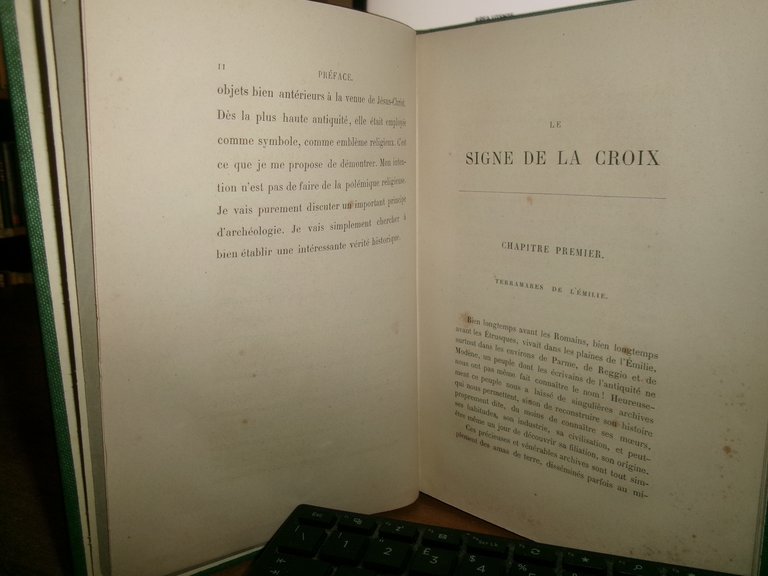 II
PRÉFACE.
objets bien antérieurs à la venue de Jésus-Christ.
Dès la plus haute antiquité, elle était employée
comme symbole, comme emblème religieux. C'est
ce que je me propose de démontrer. Mon inten-
tion n'est pas de faire de la polémique religieuse.
Je vais purement discuter un important principe
d'archéologie. Je vais simplement chercher à
bien établir une intéressante vérité historique.
LE
SIGNE DE LA CROIX
CHAPITRE PREMIER.
TERRAMARES DE L'ÉMILIE.
Bien longtemps avant les Romains, bien longtemps
avant les Étrusques, vivait dans les plaines de l'Émilie,
surtout dans les environs de Parme, de Reggio et de
Modène, un peuple dont les écrivains de l'antiquité ne
nous ont pas même fait connaître le nom! Heureuse-
ment ce peuple nous a laissé de singulières archives
qui nous permettent, sinon de reconstruire son histoire
proprement dite, du moins de connaître ses mœurs,
ses habitudes, son industrie, sa civilisation, et peut-
être même un jour de découvrir sa filiation, son origine.
Ces précieuses et vénérables archives sont tout sim-
plement des amas de terre, disséminés parfois au mi-
\ 1 2 £ 3 $ 4